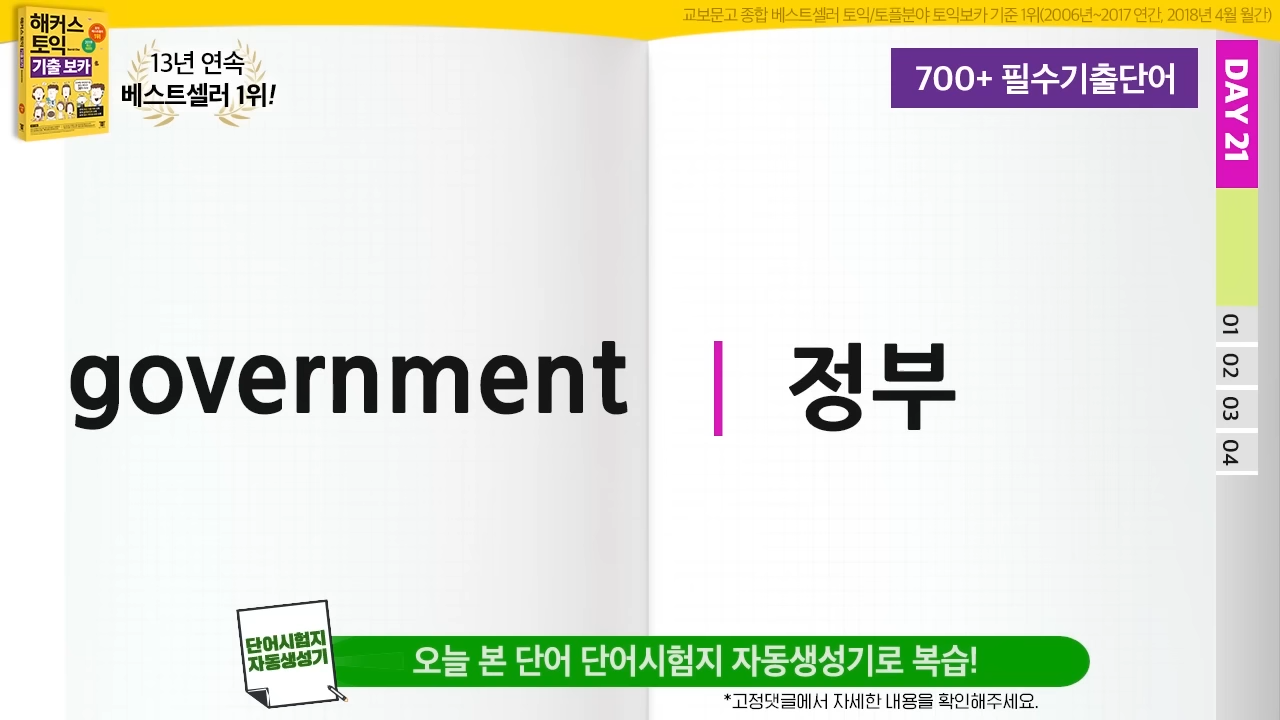 교보문고 종합 베스트셀러 토익/토플분야 토익보카 기준 1위(2006년~2017 연간, 2018년 4월 월간)
해커스
토익
기출 보카
13년 연속
베스트셀러 1위!
700+ 필수기출단어
DAY 21
01
02
03
04
government
정부
단어시험지
자동생성기
오늘 본 단어 단어시험지 자동생성기로 복습!
*고정댓글에서 자세한 내용을 확인해주세요.